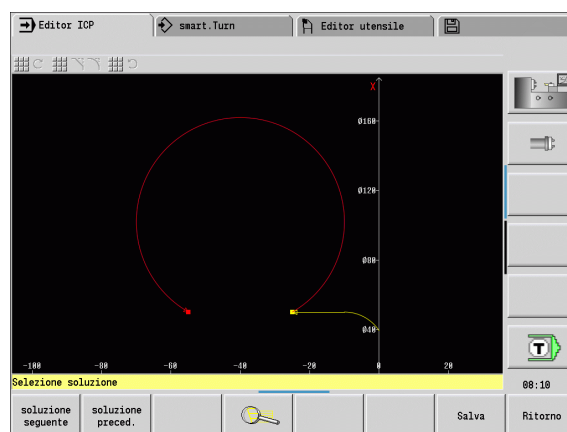 Editor ICP
smart.Turn
Editor utensile
X
Ø160
Ø120
Ø80
Ø40
-100
-80
-60
-40
-20
0
20
T
Selezione soluzione
08:10
soluzione seguente
soluzione preced.
Salva
Ritorno